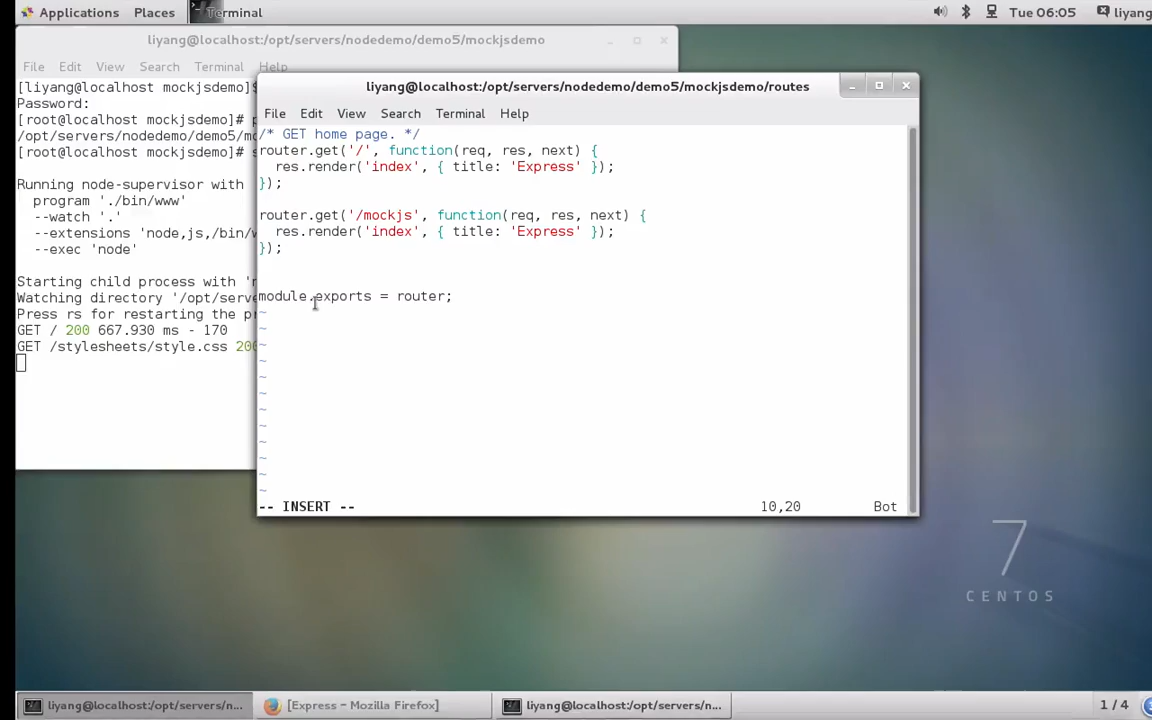 Applications Places Terminal Tue 06:05 liyang
liyang@localhost:/opt/servers/nodedemo/demo5/mockjsdemo
File Edit View Search Terminal Help
[liyang@localhost mockjsdemo]$
Password:
[root@localhost mockjsdemo]#
/opt/servers/nodedemo/demo5/
[root@localhost mockjsdemo]#
Running node-supervisor with
program './bin/www'
--watch '.'
--extensions 'node,js,/bin/
--exec 'node'
Starting child process with
Watching directory '/opt/serve
Press rs for restarting the
GET / 200 667.930 ms - 170
GET /stylesheets/style.css 200
liyang@localhost:/opt/servers/nodedemo/demo5/mockjsdemo/routes
File Edit View Search Terminal Help
/* GET home page. */
router.get('/', function(req, res, next) {
  res.render('index', { title: 'Express' });
});
router.get('/mockjs', function(req, res, next) {
  res.render('index', { title: 'Express' });
});
module.exports = router;
~
~
~
~
~
~
~
~
~
~
~
~
-- INSERT -- 10,20 Bot
7
CENTOS
liyang@localhost:/opt/servers/n... [Express – Mozilla Firefox] liyang@localhost:/opt/servers/n... 1 / 4